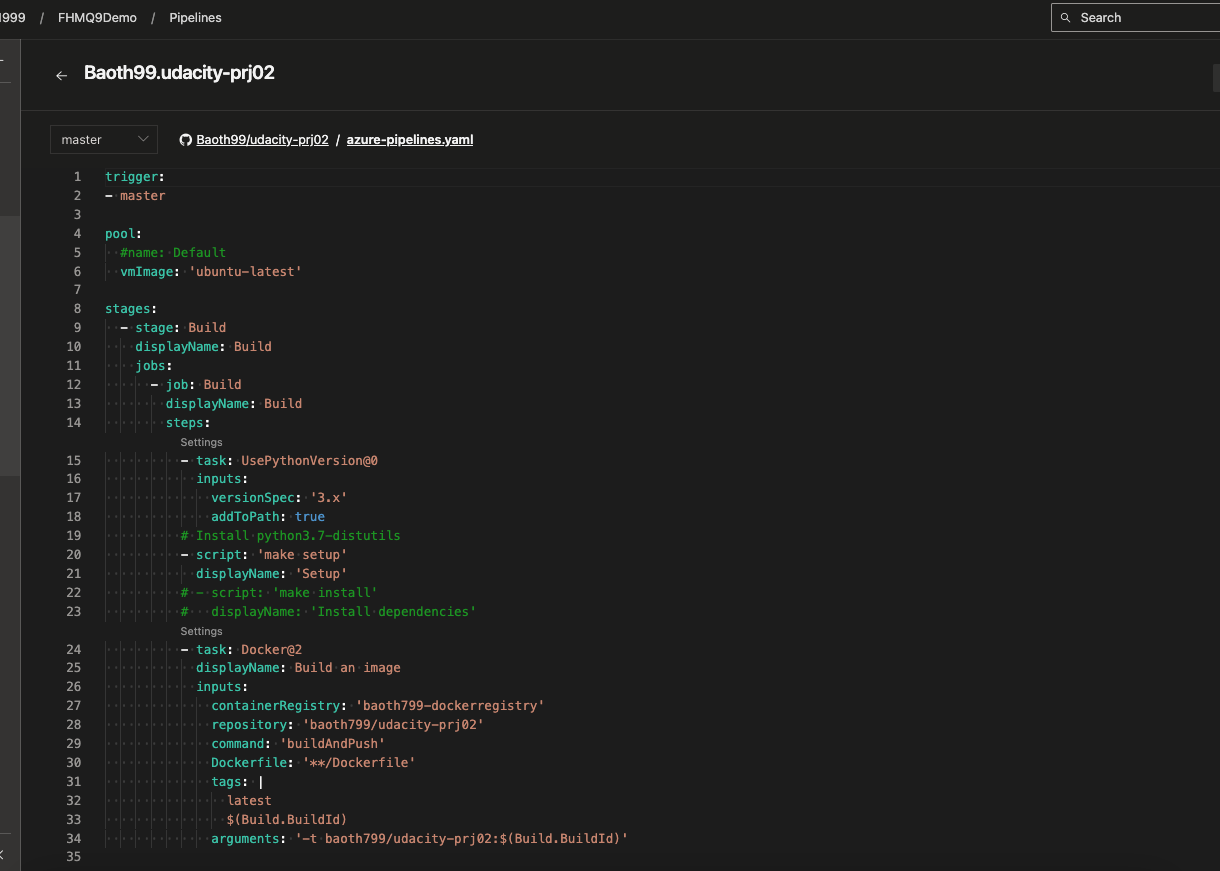 1999 / FHMQ9Demo / Pipelines
Search
Baoth99.udacity-prj02
master
Baoth99/udacity-prj02 / azure-pipelines.yaml
1 trigger:
2 - master
3
4 pool:
5   #name: Default
6   vmImage: 'ubuntu-latest'
7
8 stages:
9   - stage: Build
10     displayName: Build
11     jobs:
12       - job: Build
13         displayName: Build
14         steps:
Settings
15           - task: UsePythonVersion@0
16             inputs:
17               versionSpec: '3.x'
18               addToPath: true
19           # Install python3.7-distutils
20           - script: 'make setup'
21             displayName: 'Setup'
22           # - script: 'make install'
23           #   displayName: 'Install dependencies'
Settings
24           - task: Docker@2
25             displayName: Build an image
26             inputs:
27               containerRegistry: 'baoth799-dockerregistry'
28               repository: 'baoth799/udacity-prj02'
29               command: 'buildAndPush'
30               Dockerfile: '**/Dockerfile'
31               tags: |
32                 latest
33                 $(Build.BuildId)
34               arguments: '-t baoth799/udacity-prj02:$(Build.BuildId)'
35